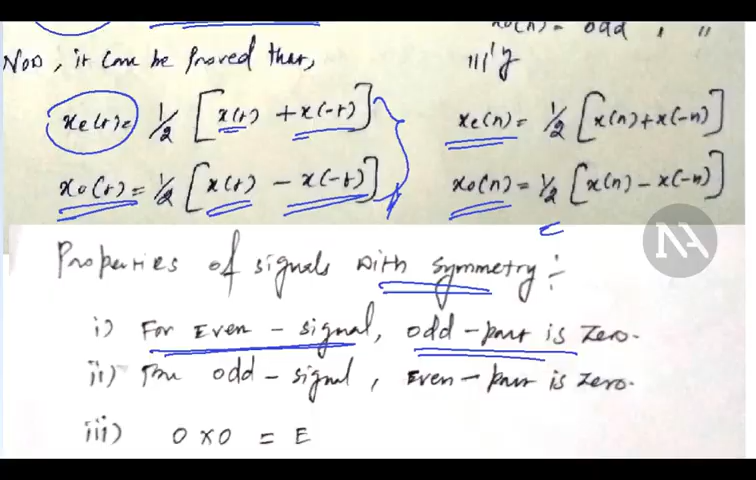 xo(n) = odd , "
Now, it can be proved that,
|||'y
xe(t) = 1/2 [x(t) + x(-t)]
xe(n) = 1/2 [x(n) + x(-n)]
xo(t) = 1/2 [x(t) - x(-t)]
xo(n) = 1/2 [x(n) - x(-n)]
Properties of signals with symmetry :-
i) For Even - signal, odd - part is zero.
ii) The odd - signal, Even - part is zero.
iii) O x O = E